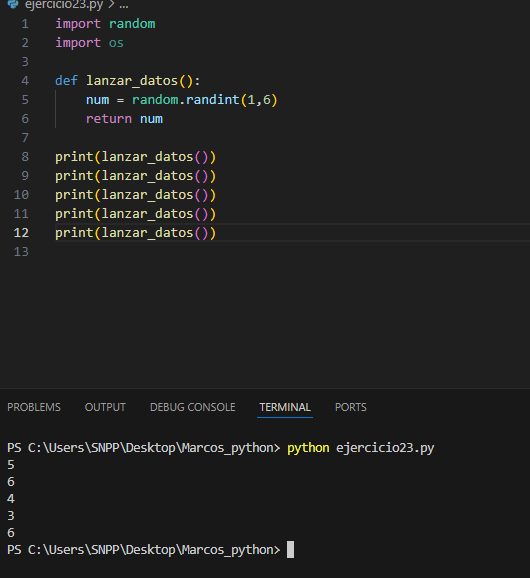 ejercicio23.py > ...
1 import random
2 import os
3
4 def lanzar_datos():
5     num = random.randint(1,6)
6     return num
7
8 print(lanzar_datos())
9 print(lanzar_datos())
10 print(lanzar_datos())
11 print(lanzar_datos())
12 print(lanzar_datos())
13
PROBLEMS OUTPUT DEBUG CONSOLE TERMINAL PORTS
PS C:\Users\SNPP\Desktop\Marcos_python> python ejercicio23.py
5
6
4
3
6
PS C:\Users\SNPP\Desktop\Marcos_python>